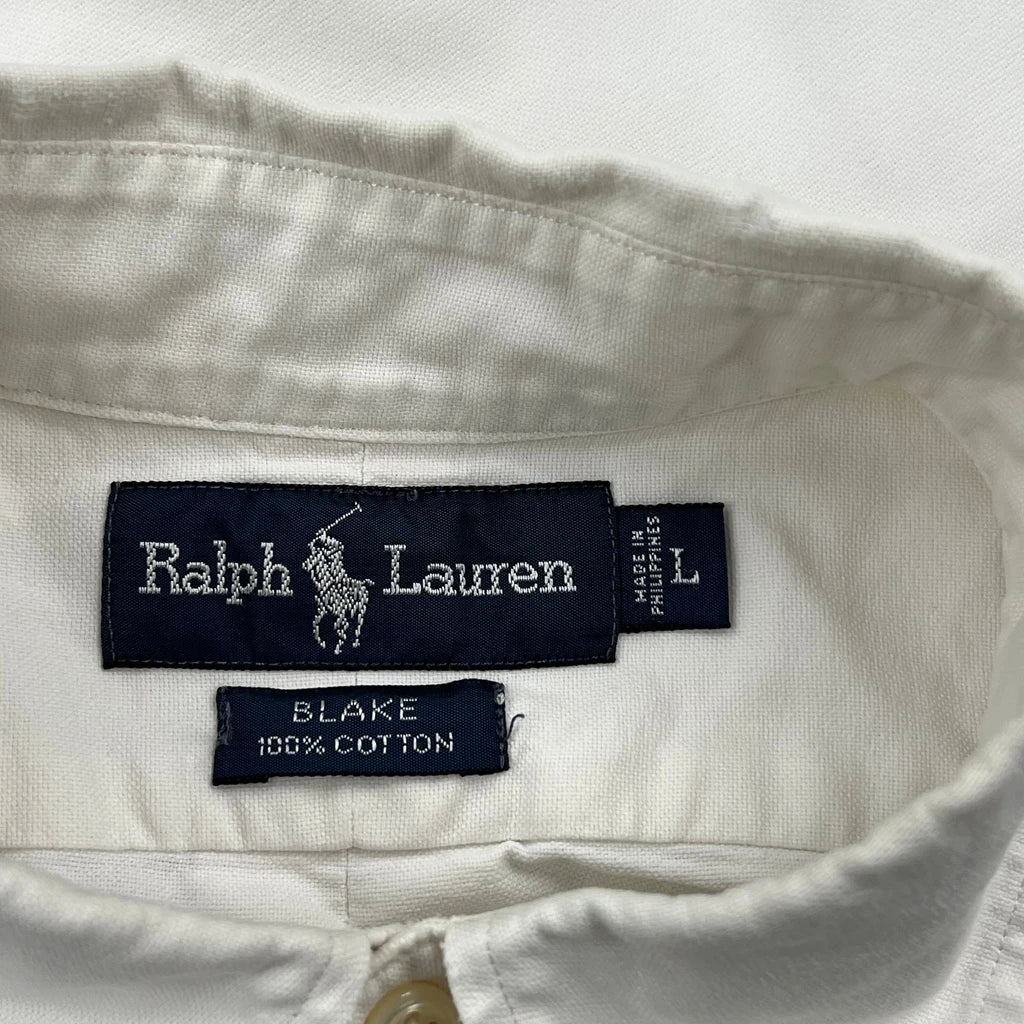 Ralph Lauren
MADE IN
PHILIPPINES
L
BLAKE
100% COTTON